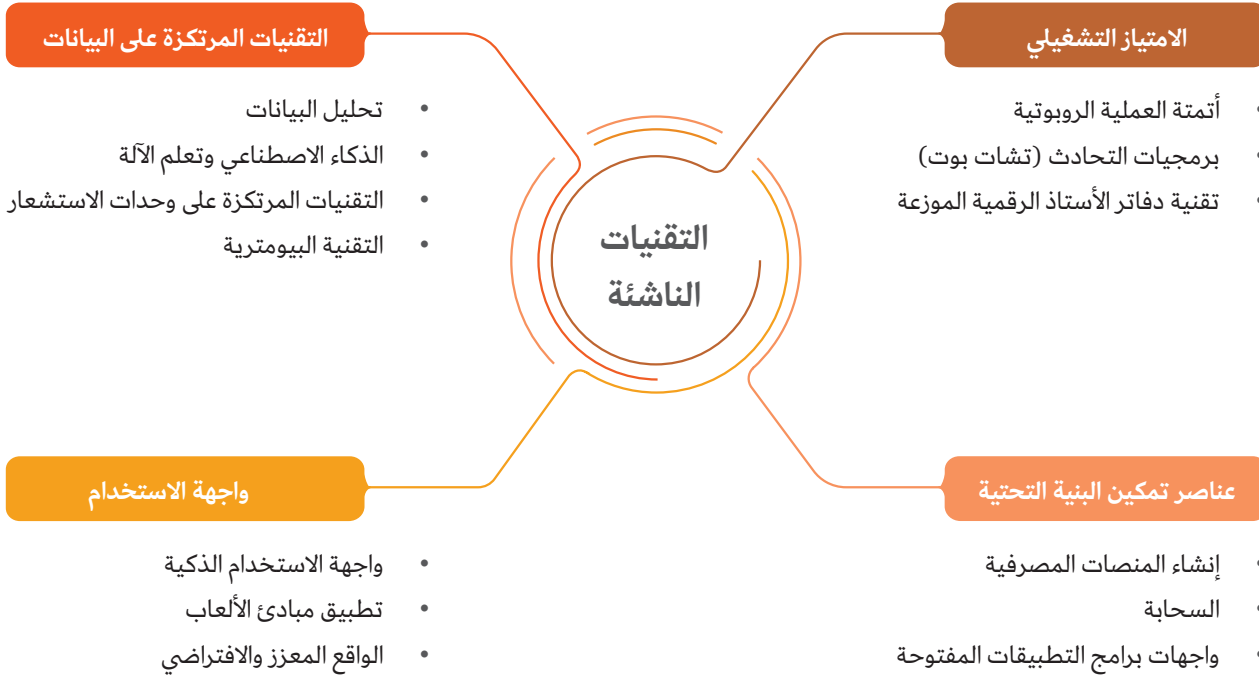 الامتياز التشغيلي
• أتمتة العملية الروبوتية
• برمجيات التحادث (تشات بوت)
• تقنية دفاتر الأستاذ الرقمية الموزعة
التقنيات المرتكزة على البيانات
• تحليل البيانات
• الذكاء الاصطناعي وتعلم الآلة
• التقنيات المرتكزة على وحدات الاستشعار
• التقنية البيومترية
التقنيات
الناشئة
عناصر تمكين البنية التحتية
• إنشاء المنصات المصرفية
• السحابة
• واجهات برامج التطبيقات المفتوحة
واجهة الاستخدام
• واجهة الاستخدام الذكية
• تطبيق مبادئ الألعاب
• الواقع المعزز والافتراضي